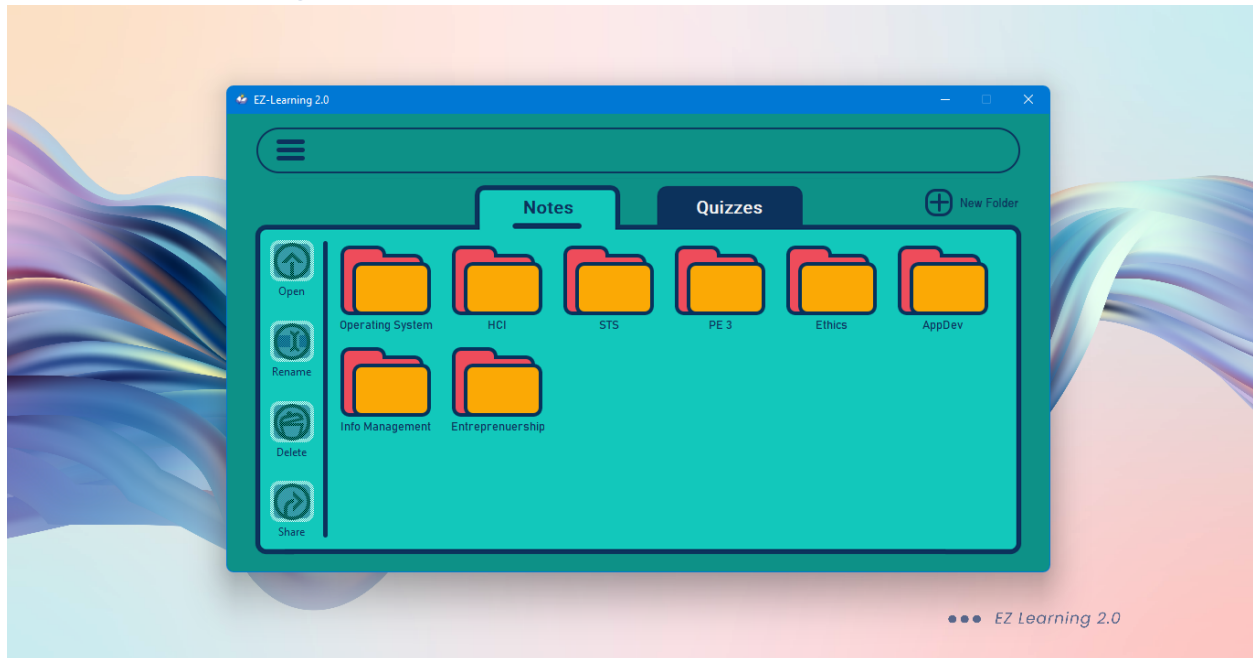 EZ-Learning 2.0
Notes Quizzes New Folder
Open
Operating System HCI STS PE 3 Ethics AppDev
Rename
Info Management Entreprenuership
Delete
Share
EZ Learning 2.0